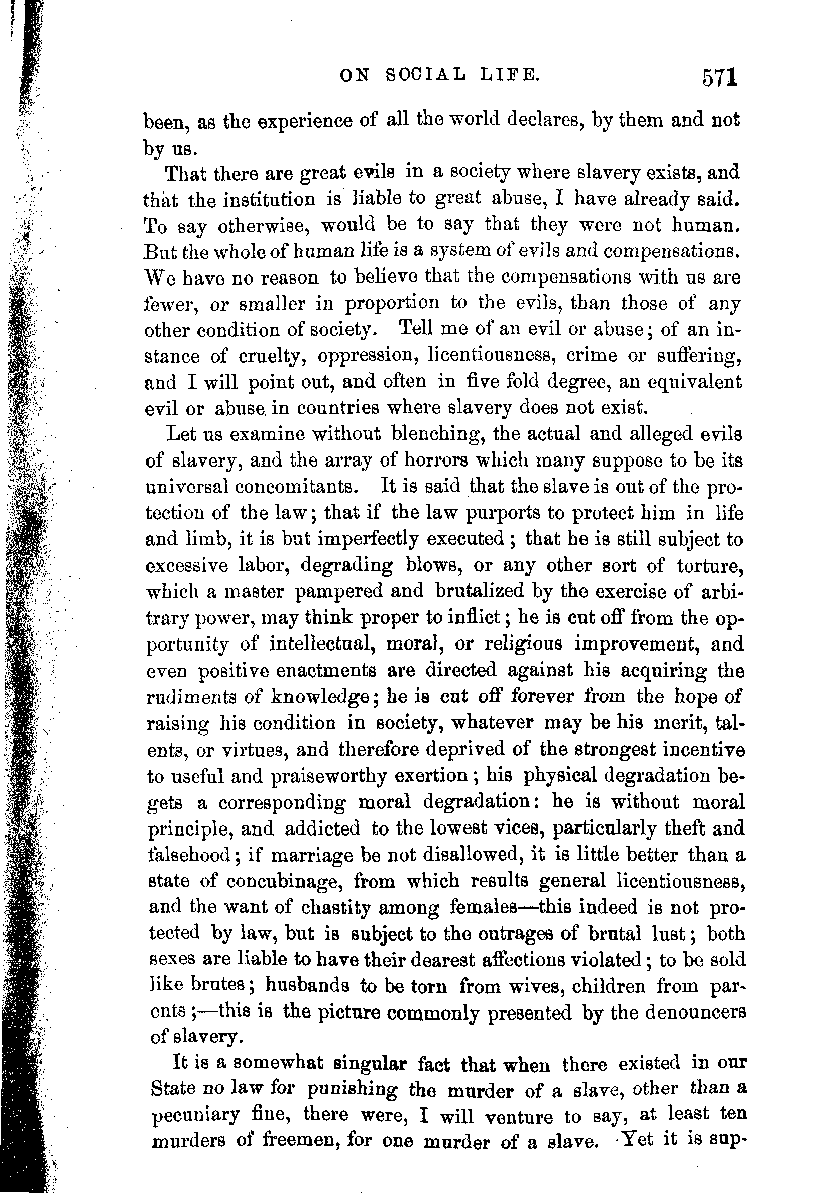 ON SOCIAL LIFE. 571
been, as the experience of all the world declares, by them and not
by us.
That there are great evils in a society where slavery exists, and
that the institution is liable to great abuse, I have already said.
To say otherwise, would be to say that they were not human.
But the whole of human life is a system of evils and compensations.
We have no reason to believe that the compensations with us are
fewer, or smaller in proportion to the evils, than those of any
other condition of society. Tell me of an evil or abuse; of an in-
stance of cruelty, oppression, licentiousness, crime or suffering,
and I will point out, and often in five fold degree, an equivalent
evil or abuse in countries where slavery does not exist.
Let us examine without blenching, the actual and alleged evils
of slavery, and the array of horrors which many suppose to be its
universal concomitants. It is said that the slave is out of the pro-
tection of the law; that if the law purports to protect him in life
and limb, it is but imperfectly executed; that he is still subject to
excessive labor, degrading blows, or any other sort of torture,
which a master pampered and brutalized by the exercise of arbi-
trary power, may think proper to inflict; he is cut off from the op-
portunity of intellectual, moral, or religious improvement, and
even positive enactments are directed against his acquiring the
rudiments of knowledge; he is cut off forever from the hope of
raising his condition in society, whatever may be his merit, tal-
ents, or virtues, and therefore deprived of the strongest incentive
to useful and praiseworthy exertion; his physical degradation be-
gets a corresponding moral degradation: he is without moral
principle, and addicted to the lowest vices, particularly theft and
falsehood; if marriage be not disallowed, it is little better than a
state of concubinage, from which results general licentiousness,
and the want of chastity among females—this indeed is not pro-
tected by law, but is subject to the outrages of brutal lust; both
sexes are liable to have their dearest affections violated; to be sold
like brutes; husbands to be torn from wives, children from par-
ents;—this is the picture commonly presented by the denouncers
of slavery.
It is a somewhat singular fact that when there existed in our
State no law for punishing the murder of a slave, other than a
pecuniary fine, there were, I will venture to say, at least ten
murders of freemen, for one murder of a slave. Yet it is sup-